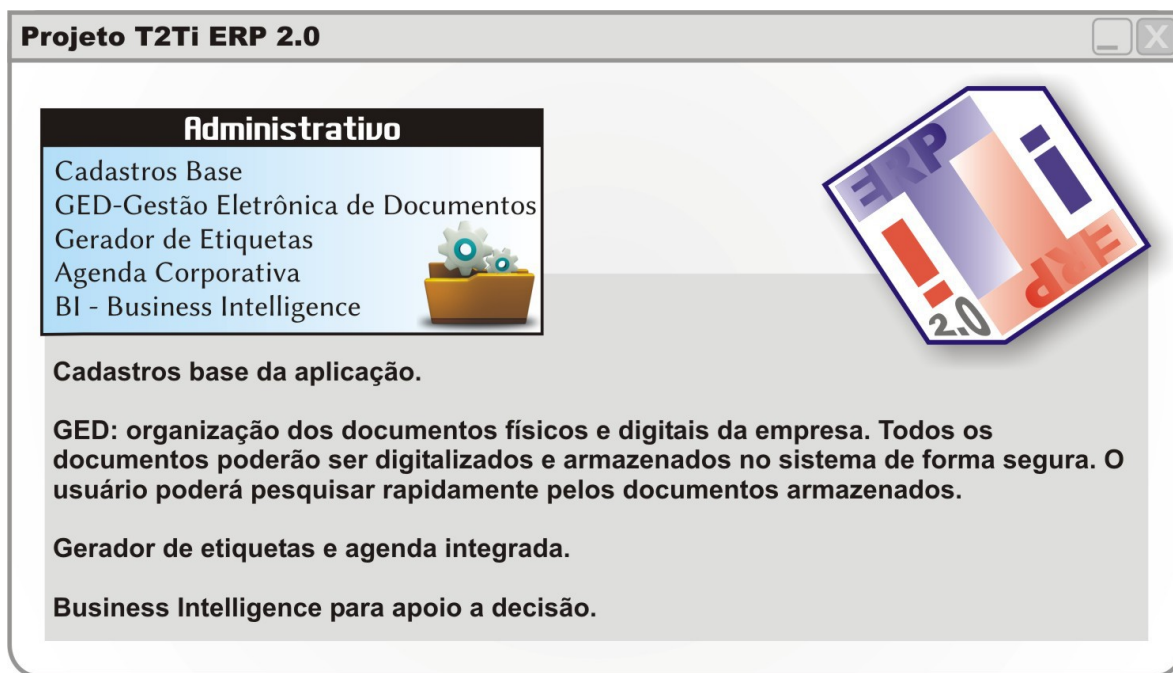 Projeto T2Ti ERP 2.0
X
Administrativo
Cadastros Base
GED-Gestão Eletrônica de Documentos
Gerador de Etiquetas
Agenda Corporativa
BI - Business Intelligence
ERP
Ti
ERP
2.0
Cadastros base da aplicação.
GED: organização dos documentos físicos e digitais da empresa. Todos os
documentos poderão ser digitalizados e armazenados no sistema de forma segura. O
usuário poderá pesquisar rapidamente pelos documentos armazenados.
Gerador de etiquetas e agenda integrada.
Business Intelligence para apoio a decisão.